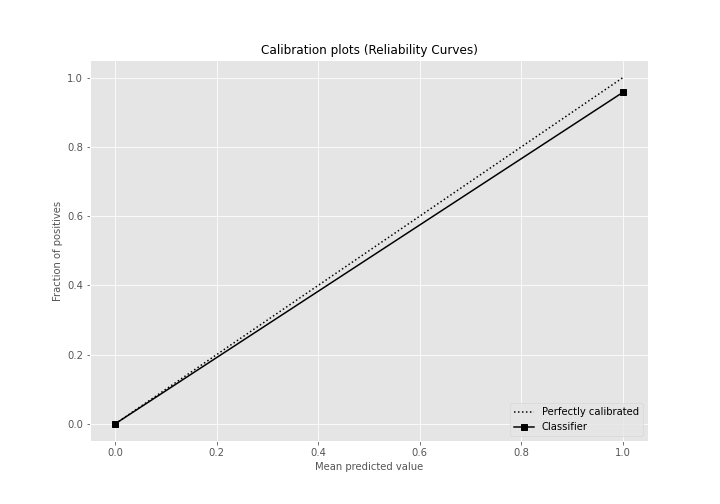 Calibration plots (Reliability Curves)
1.0
0.8
0.6
0.4
0.2
0.0
Fraction of positives
0.0 0.2 0.4 0.6 0.8 1.0
Mean predicted value
Perfectly calibrated
Classifier